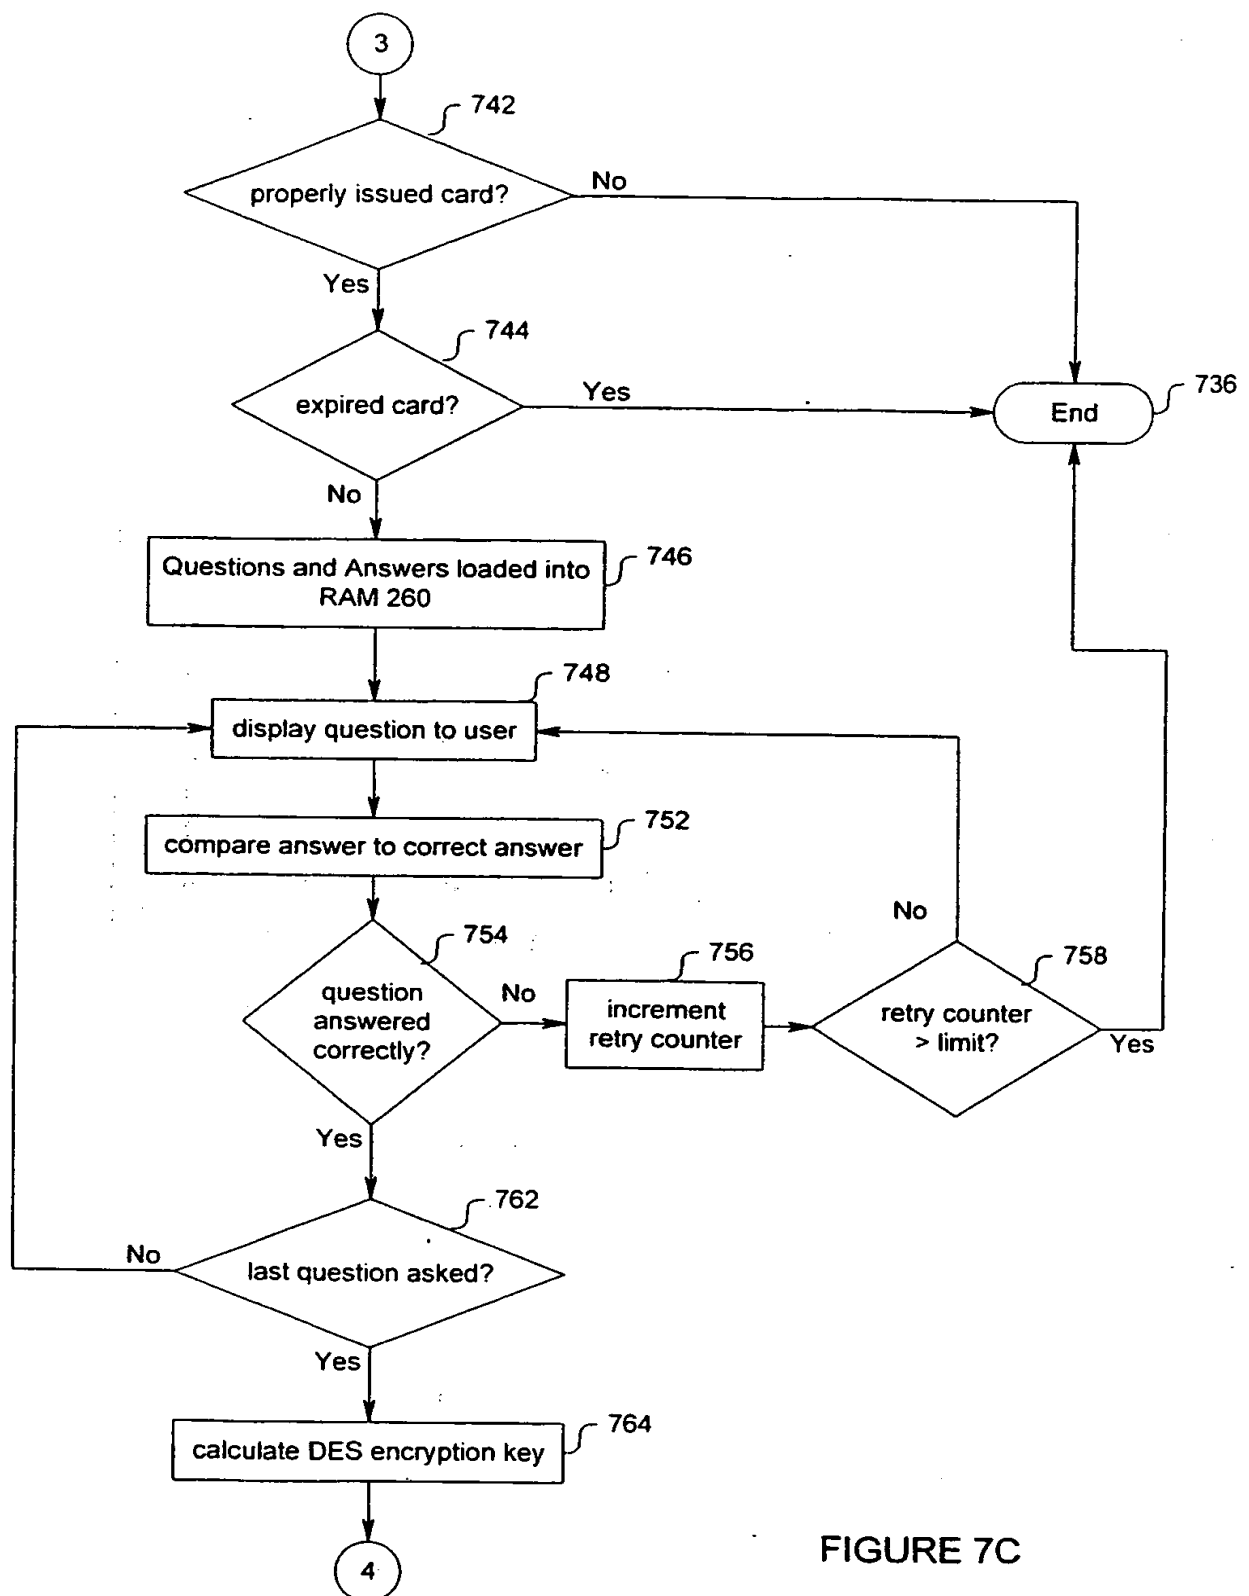 3
742
properly issued card?
No
Yes
744
expired card?
Yes
736
End
No
746
Questions and Answers loaded into
RAM 260
748
display question to user
752
compare answer to correct answer
No
754
756
758
question
answered
correctly?
No
increment
retry counter
retry counter
> limit?
Yes
Yes
762
No
last question asked?
Yes
764
calculate DES encryption key
4
FIGURE 7C